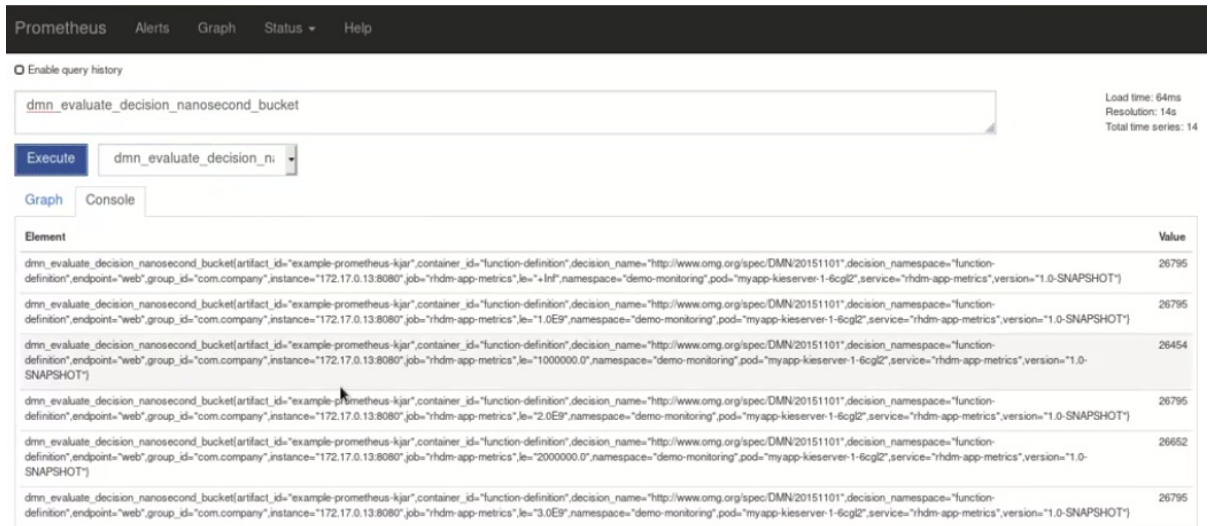 Prometheus Alerts Graph Status Help
Enable query history
dmn_evaluate_decision_nanosecond_bucket
Load time: 64ms
Resolution: 14s
Total time series: 14
Execute dmn_evaluate_decision_n
Graph Console
Element Value
dmn_evaluate_decision_nanosecond_bucket{artifact_id="example-prometheus-kjar",container_id="function-definition",decision_name="http://www.omg.org/spec/DMN/20151101",decision_namespace="function- 26795
definition",endpoint="web",group_id="com.company",instance="172.17.0.13:8080",job="rhdm-app-metrics",le="+Inf",namespace="demo-monitoring",pod="myapp-kieserver-1-6cgl2",service="rhdm-app-metrics",version="1.0-SNAPSHOT"}
dmn_evaluate_decision_nanosecond_bucket{artifact_id="example-prometheus-kjar",container_id="function-definition",decision_name="http://www.omg.org/spec/DMN/20151101",decision_namespace="function- 26795
definition",endpoint="web",group_id="com.company",instance="172.17.0.13:8080",job="rhdm-app-metrics",le="1.0E9",namespace="demo-monitoring",pod="myapp-kieserver-1-6cgl2",service="rhdm-app-metrics",version="1.0-SNAPSHOT"}
dmn_evaluate_decision_nanosecond_bucket{artifact_id="example-prometheus-kjar",container_id="function-definition",decision_name="http://www.omg.org/spec/DMN/20151101",decision_namespace="function- 26454
definition",endpoint="web",group_id="com.company",instance="172.17.0.13:8080",job="rhdm-app-metrics",le="1000000.0",namespace="demo-monitoring",pod="myapp-kieserver-1-6cgl2",service="rhdm-app-metrics",version="1.0-
SNAPSHOT"}
dmn_evaluate_decision_nanosecond_bucket{artifact_id="example-prometheus-kjar",container_id="function-definition",decision_name="http://www.omg.org/spec/DMN/20151101",decision_namespace="function- 26795
definition",endpoint="web",group_id="com.company",instance="172.17.0.13:8080",job="rhdm-app-metrics",le="2.0E9",namespace="demo-monitoring",pod="myapp-kieserver-1-6cgl2",service="rhdm-app-metrics",version="1.0-SNAPSHOT"}
dmn_evaluate_decision_nanosecond_bucket{artifact_id="example-prometheus-kjar",container_id="function-definition",decision_name="http://www.omg.org/spec/DMN/20151101",decision_namespace="function- 26652
definition",endpoint="web",group_id="com.company",instance="172.17.0.13:8080",job="rhdm-app-metrics",le="2000000.0",namespace="demo-monitoring",pod="myapp-kieserver-1-6cgl2",service="rhdm-app-metrics",version="1.0-
SNAPSHOT"}
dmn_evaluate_decision_nanosecond_bucket{artifact_id="example-prometheus-kjar",container_id="function-definition",decision_name="http://www.omg.org/spec/DMN/20151101",decision_namespace="function- 26795
definition",endpoint="web",group_id="com.company",instance="172.17.0.13:8080",job="rhdm-app-metrics",le="3.0E9",namespace="demo-monitoring",pod="myapp-kieserver-1-6cgl2",service="rhdm-app-metrics",version="1.0-SNAPSHOT"}